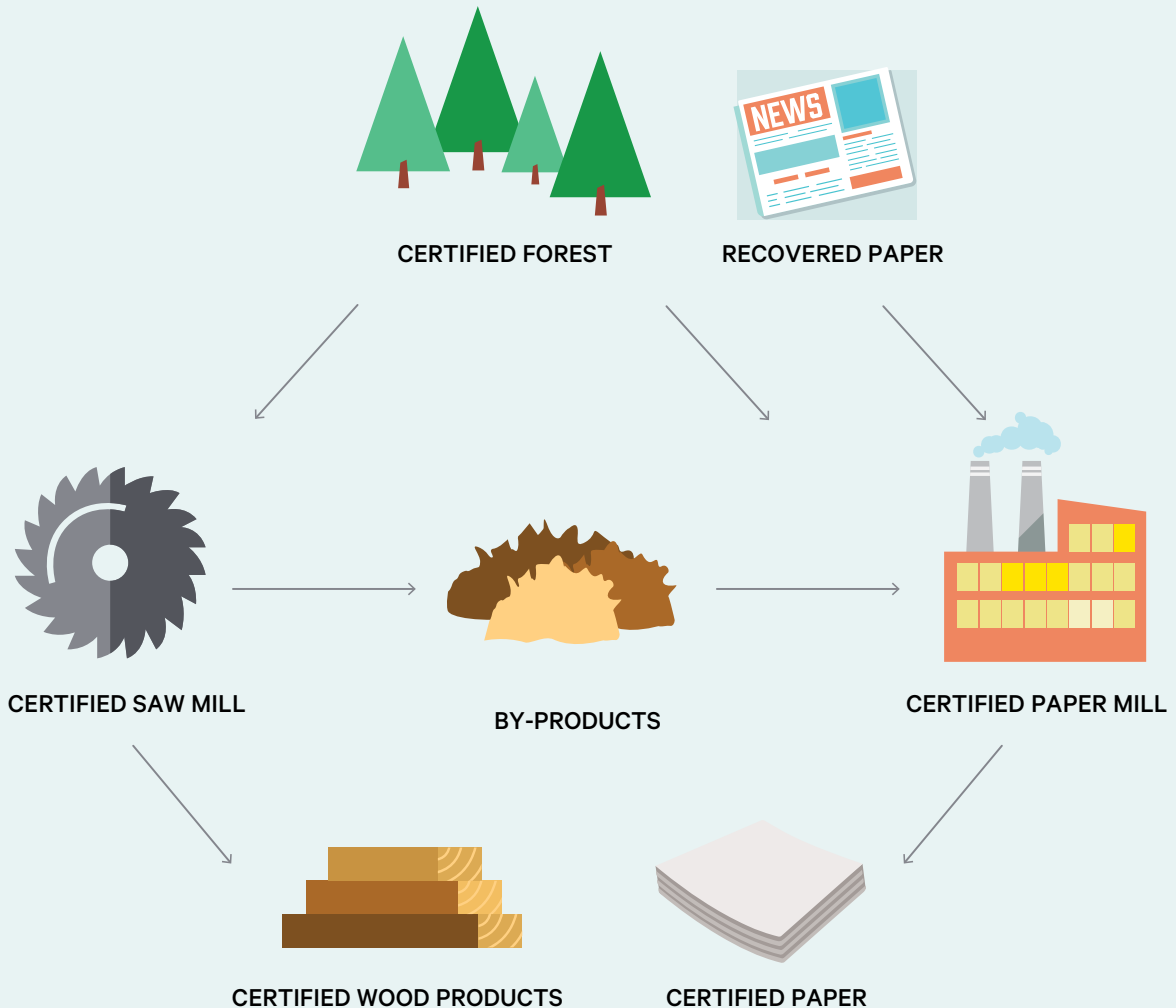 NEWS
CERTIFIED FOREST
RECOVERED PAPER
CERTIFIED SAW MILL
BY-PRODUCTS
CERTIFIED PAPER MILL
CERTIFIED WOOD PRODUCTS
CERTIFIED PAPER